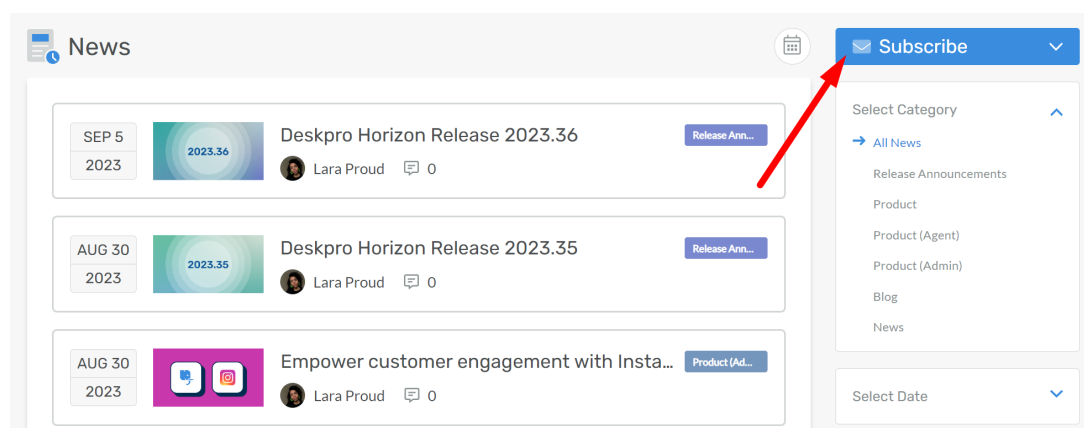 News
Subscribe
SEP 5
2023
2023.36
Deskpro Horizon Release 2023.36
Release Ann...
Lara Proud 0
AUG 30
2023
2023.35
Deskpro Horizon Release 2023.35
Release Ann...
Lara Proud 0
AUG 30
2023
Empower customer engagement with Insta...
Product (Ad...
Lara Proud 0
Select Category
All News
Release Announcements
Product
Product (Agent)
Product (Admin)
Blog
News
Select Date